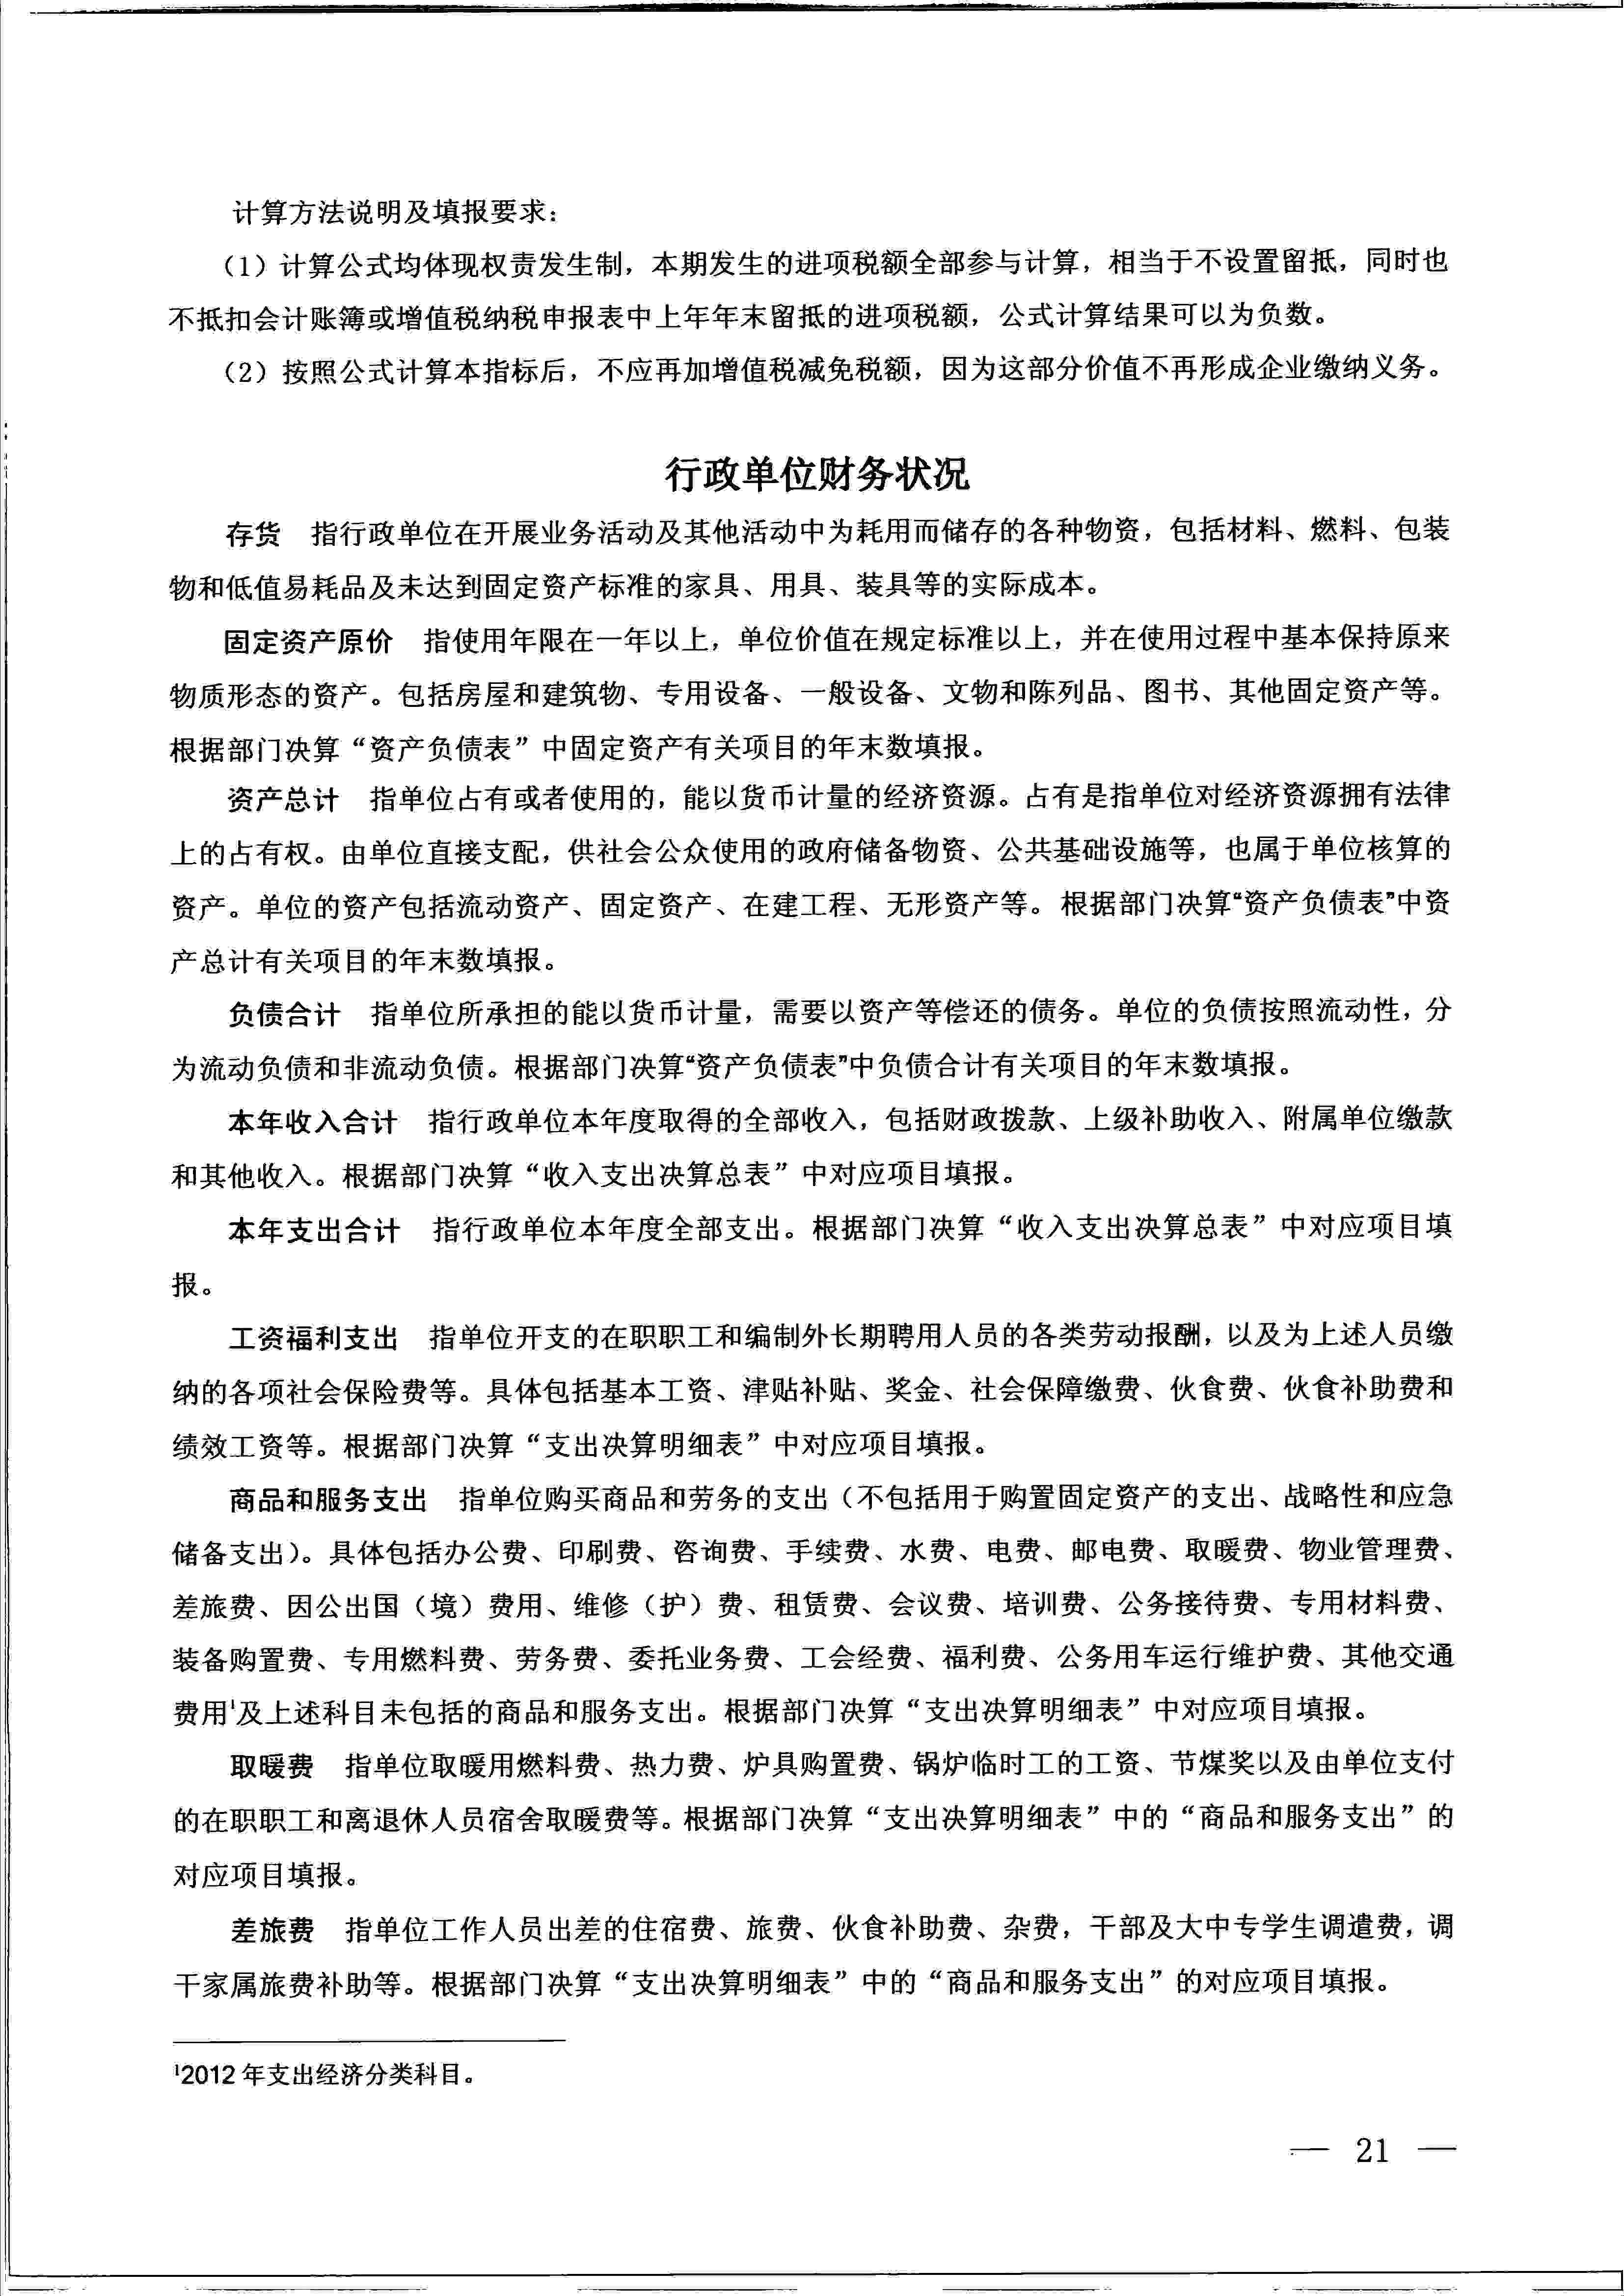 计算方法说明及填报要求：
（1）计算公式均体现权责发生制，本期发生的进项税额全部参与计算，相当于不设置留抵，同时也
不抵扣会计账簿或增值税纳税申报表中上年年末留抵的进项税额，公式计算结果可以为负数。
（2）按照公式计算本指标后，不应再加增值税减免税额，因为这部分价值不再形成企业缴纳义务。
行政单位财务状况
存货　指行政单位在开展业务活动及其他活动中为耗用而储存的各种物资，包括材料、燃料、包装
物和低值易耗品及未达到固定资产标准的家具、用具、装具等的实际成本。
固定资产原价　指使用年限在一年以上，单位价值在规定标准以上，并在使用过程中基本保持原来
物质形态的资产。包括房屋和建筑物、专用设备、一般设备、文物和陈列品、图书、其他固定资产等。
根据部门决算“资产负债表”中固定资产有关项目的年末数填报。
资产总计　指单位占有或者使用的，能以货币计量的经济资源。占有是指单位对经济资源拥有法律
上的占有权。由单位直接支配，供社会公众使用的政府储备物资、公共基础设施等，也属于单位核算的
资产。单位的资产包括流动资产、固定资产、在建工程、无形资产等。根据部门决算“资产负债表”中资
产总计有关项目的年末数填报。
负债合计　指单位所承担的能以货币计量，需要以资产等偿还的债务。单位的负债按照流动性，分
为流动负债和非流动负债。根据部门决算“资产负债表”中负债合计有关项目的年末数填报。
本年收入合计　指行政单位本年度取得的全部收入，包括财政拨款、上级补助收入、附属单位缴款
和其他收入。根据部门决算“收入支出决算总表”中对应项目填报。
本年支出合计　指行政单位本年度全部支出。根据部门决算“收入支出决算总表”中对应项目填
报。
工资福利支出　指单位开支的在职职工和编制外长期聘用人员的各类劳动报酬，以及为上述人员缴
纳的各项社会保险费等。具体包括基本工资、津贴补贴、奖金、社会保障缴费、伙食费、伙食补助费和
绩效工资等。根据部门决算“支出决算明细表”中对应项目填报。
商品和服务支出　指单位购买商品和劳务的支出（不包括用于购置固定资产的支出、战略性和应急
储备支出）。具体包括办公费、印刷费、咨询费、手续费、水费、电费、邮电费、取暖费、物业管理费、
差旅费、因公出国（境）费用、维修（护）费、租赁费、会议费、培训费、公务接待费、专用材料费、
装备购置费、专用燃料费、劳务费、委托业务费、工会经费、福利费、公务用车运行维护费、其他交通
费用¹及上述科目未包括的商品和服务支出。根据部门决算“支出决算明细表”中对应项目填报。
取暖费　指单位取暖用燃料费、热力费、炉具购置费、锅炉临时工的工资、节煤奖以及由单位支付
的在职职工和离退休人员宿舍取暖费等。根据部门决算“支出决算明细表”中的“商品和服务支出”的
对应项目填报。
差旅费　指单位工作人员出差的住宿费、旅费、伙食补助费、杂费，干部及大中专学生调遣费，调
干家属旅费补助等。根据部门决算“支出决算明细表”中的“商品和服务支出”的对应项目填报。
¹2012 年支出经济分类科目。
— 21 —